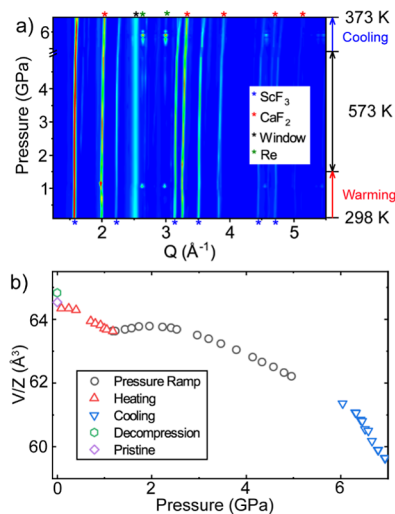 a)
373 K
Cooling
573 K
Warming
298 K
Pressure (GPa)
6
4
3
2
1
* ScF3
* CaF2
* Window
* Re
2 3 4 5
Q (Å-1)
b)
V/Z (Å3)
64
62
60
Pressure Ramp
Heating
Cooling
Decompression
Pristine
0 2 4 6
Pressure (GPa)